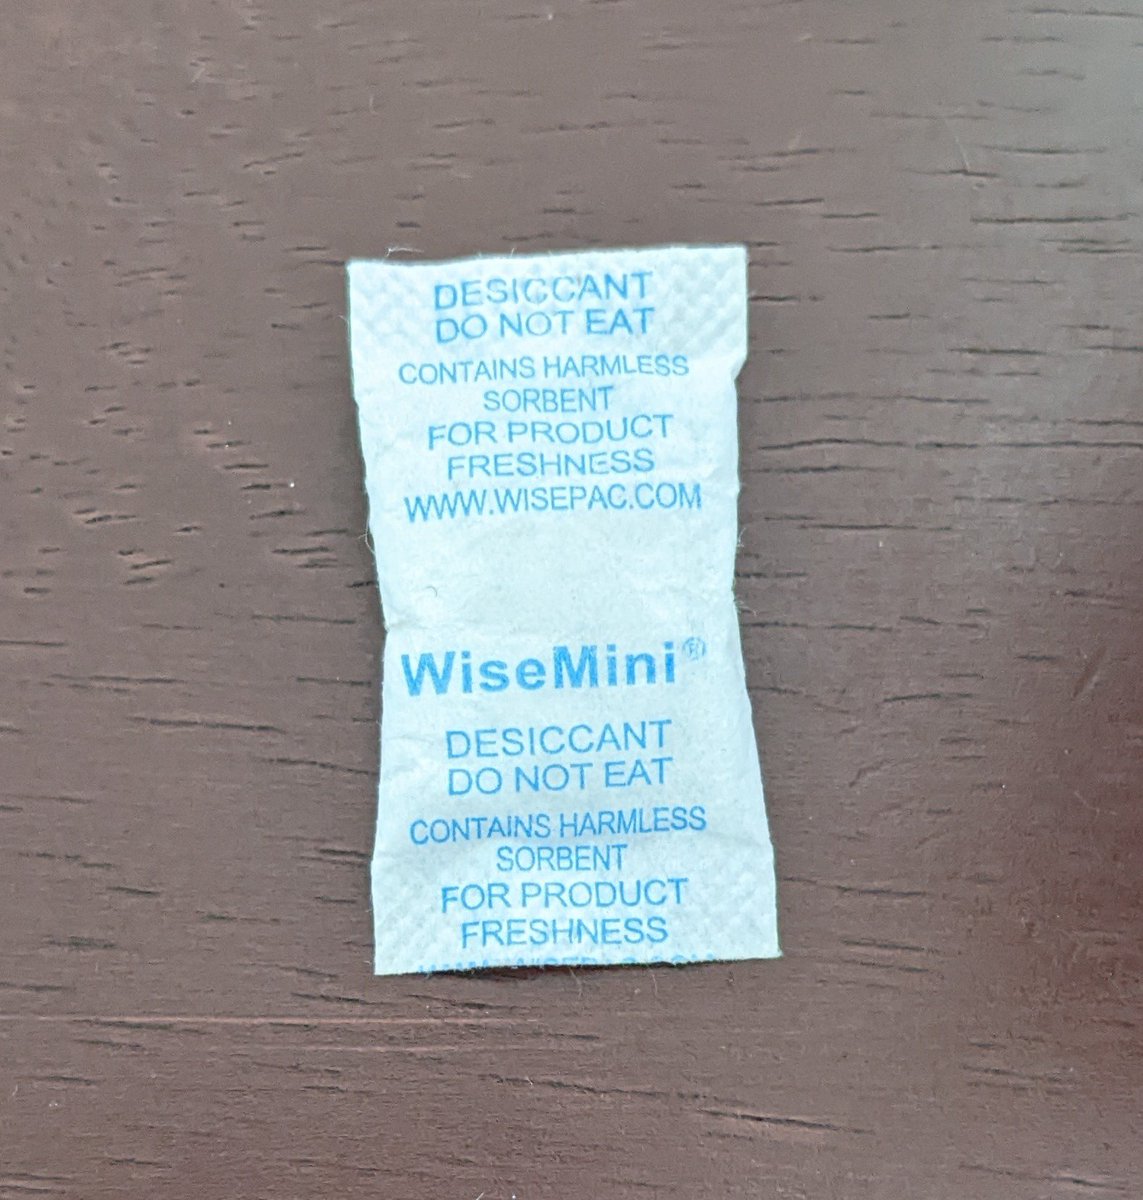 DESICCANT
DO NOT EAT
CONTAINS HARMLESS
SORBENT
FOR PRODUCT
FRESHNESS
WWW.WISEPAC.COM
WiseMini®
DESICCANT
DO NOT EAT
CONTAINS HARMLESS
SORBENT
FOR PRODUCT
FRESHNESS